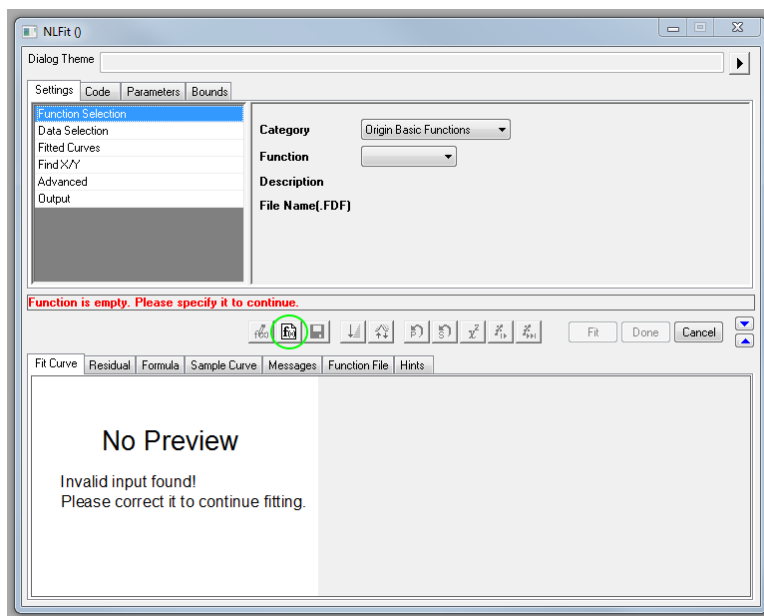 NLFit ()
Dialog Theme
Settings Code Parameters Bounds
Function Selection
Data Selection
Fitted Curves
Find X/Y
Advanced
Output
Category Origin Basic Functions
Function
Description
File Name(.FDF)
Function is empty. Please specify it to continue.
Fit Done Cancel
Fit Curve Residual Formula Sample Curve Messages Function File Hints
No Preview
Invalid input found!
Please correct it to continue fitting.